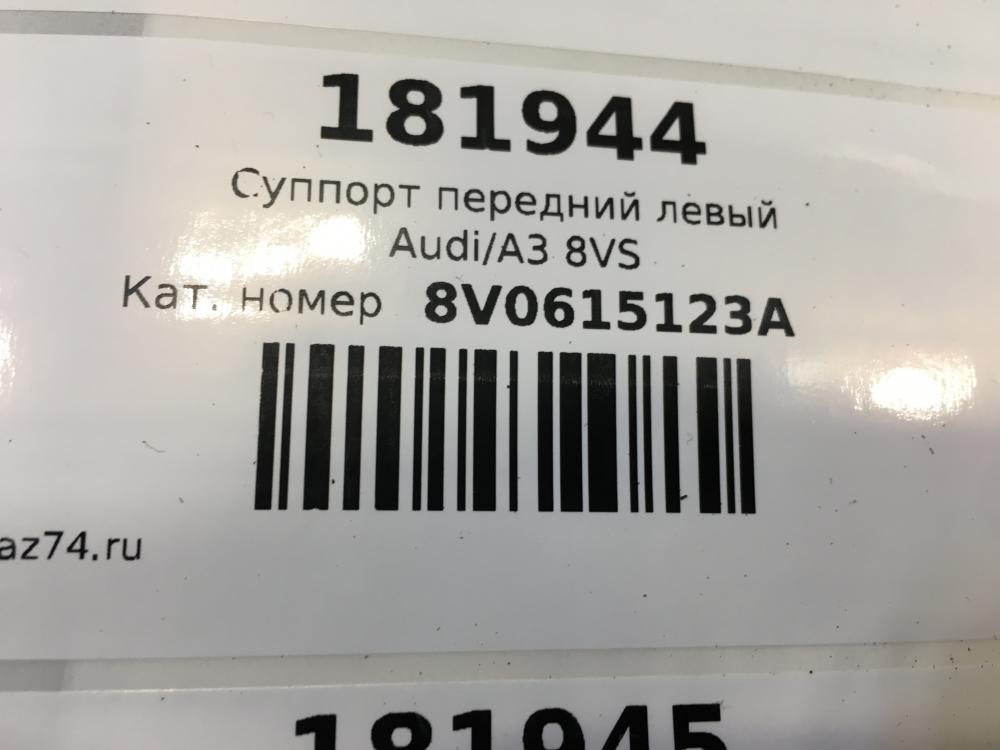 181944
Суппорт передний левый
Audi/A3 8VS
Кат. номер 8V0615123A
az74.ru
181945